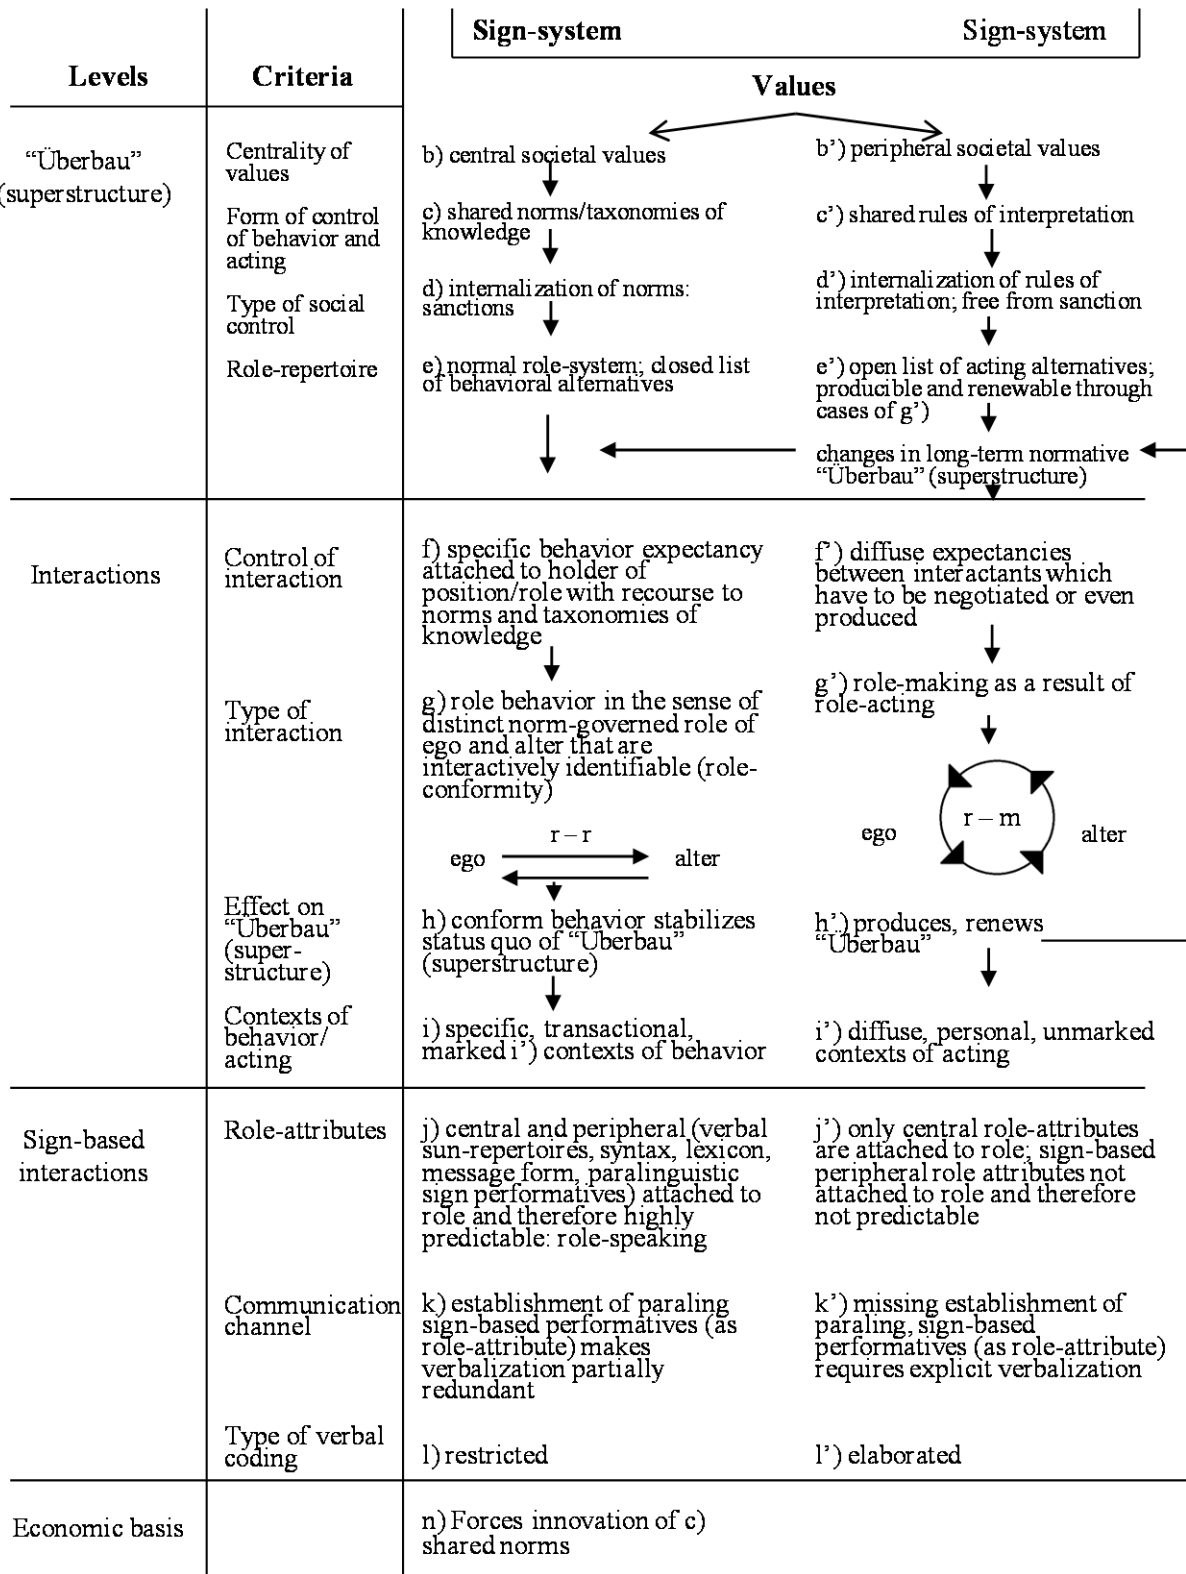 Sign-system
Sign-system
Levels
Criteria
Values
“Überbau”
(superstructure)
Centrality of
values
b) central societal values
b’) peripheral societal values
Form of control
of behavior and
acting
c) shared norms/taxonomies of
knowledge
c’) shared rules of interpretation
Type of social
control
d) internalization of norms:
sanctions
d’) internalization of rules of
interpretation; free from sanction
Role-repertoire
e) normal role-system; closed list
of behavioral alternatives
e’) open list of acting alternatives;
producible and renewable through
cases of g’)
changes in long-term normative
“Überbau” (superstructure)
Interactions
Control of
interaction
f) specific behavior expectancy
attached to holder of
position/role with recourse to
norms and taxonomies of
knowledge
f’) diffuse expectancies
between interactants which
have to be negotiated or even
produced
Type of
interaction
g) role behavior in the sense of
distinct norm-governed role of
ego and alter that are
interactively identifiable (role-
conformity)
g’) role-making as a result of
role-acting
r – r
ego
alter
ego
r – m
alter
Effect on
“Überbau”
(super-
structure)
h) conform behavior stabilizes
status quo of “Überbau”
(superstructure)
h’.) produces, renews
“Überbau”
Contexts of
behavior/
acting
i) specific, transactional,
marked i’) contexts of behavior
i’) diffuse, personal, unmarked
contexts of acting
Sign-based
interactions
Role-attributes
j) central and peripheral (verbal
sun-repertoires, syntax, lexicon,
message form, paralinguistic
sign performatives) attached to
role and therefore highly
predictable: role-speaking
j’) only central role-attributes
are attached to role; sign-based
peripheral role attributes not
attached to role and therefore
not predictable
Communication
channel
k) establishment of paraling
sign-based performatives (as
role-attribute) makes
verbalization partially
redundant
k’) missing establishment of
paraling, sign-based
performatives (as role-attribute)
requires explicit verbalization
Type of verbal
coding
l) restricted
l’) elaborated
Economic basis
n) Forces innovation of c)
shared norms